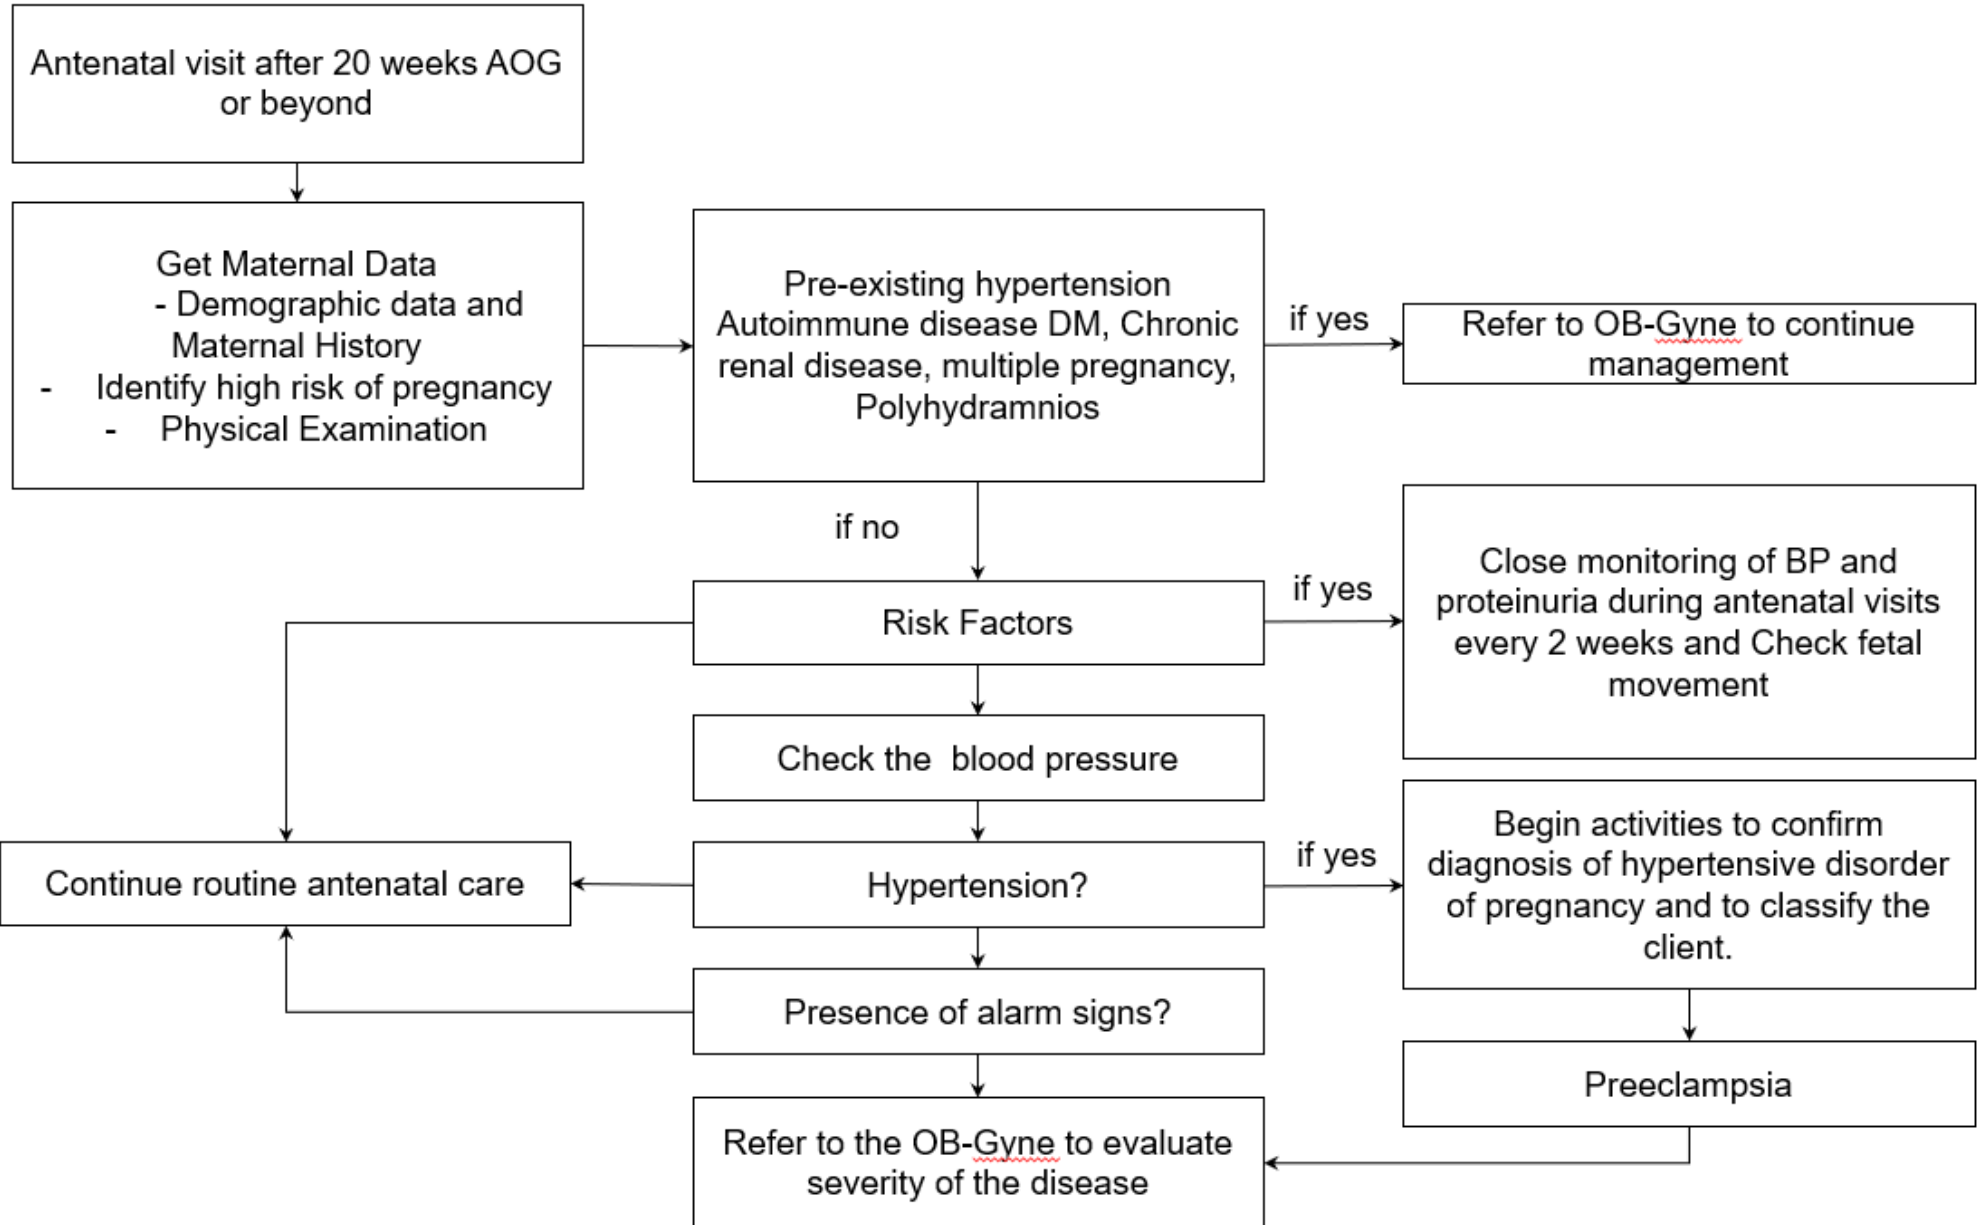 Antenatal visit after 20 weeks AOG
or beyond
Get Maternal Data
- Demographic data and
Maternal History
- Identify high risk of pregnancy
- Physical Examination
Pre-existing hypertension
Autoimmune disease DM, Chronic
renal disease, multiple pregnancy,
Polyhydramnios
if yes
Refer to OB-Gyne to continue
management
if no
Risk Factors
if yes
Close monitoring of BP and
proteinuria during antenatal visits
every 2 weeks and Check fetal
movement
Check the blood pressure
Continue routine antenatal care
Hypertension?
if yes
Begin activities to confirm
diagnosis of hypertensive disorder
of pregnancy and to classify the
client.
Presence of alarm signs?
Preeclampsia
Refer to the OB-Gyne to evaluate
severity of the disease